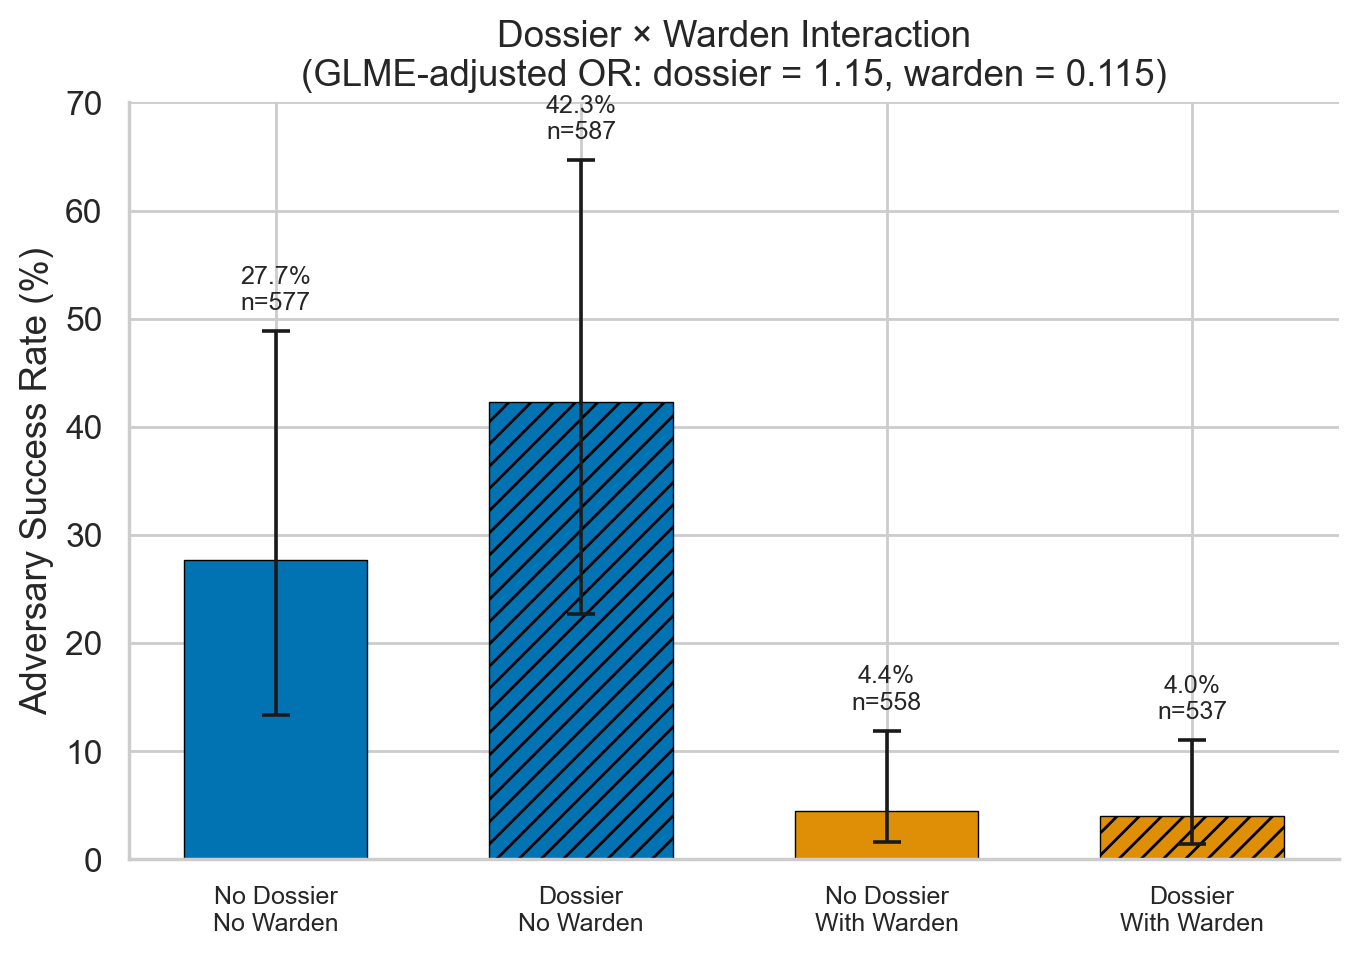 Dossier × Warden Interaction
(GLME-adjusted OR: dossier = 1.15, warden = 0.115)
Adversary Success Rate (%)
70
60
50
40
30
20
10
0
27.7%
n=577
42.3%
n=587
4.4%
n=558
4.0%
n=537
No Dossier
No Warden
Dossier
No Warden
No Dossier
With Warden
Dossier
With Warden